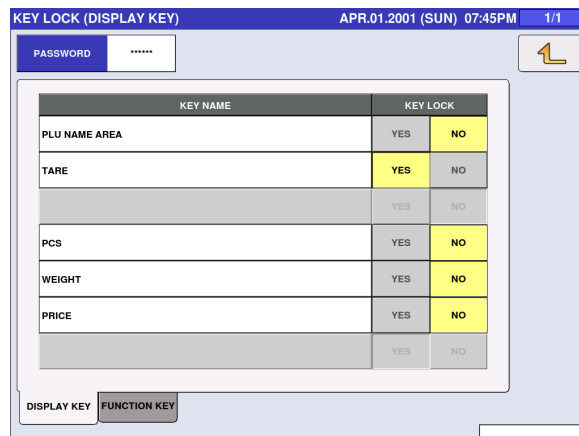 KEY LOCK (DISPLAY KEY) APR.01.2001 (SUN) 07:45PM 1/1
PASSWORD ******
KEY NAME KEY LOCK
PLU NAME AREA YES NO
TARE YES NO
YES NO
PCS YES NO
WEIGHT YES NO
PRICE YES NO
YES NO
DISPLAY KEY FUNCTION KEY